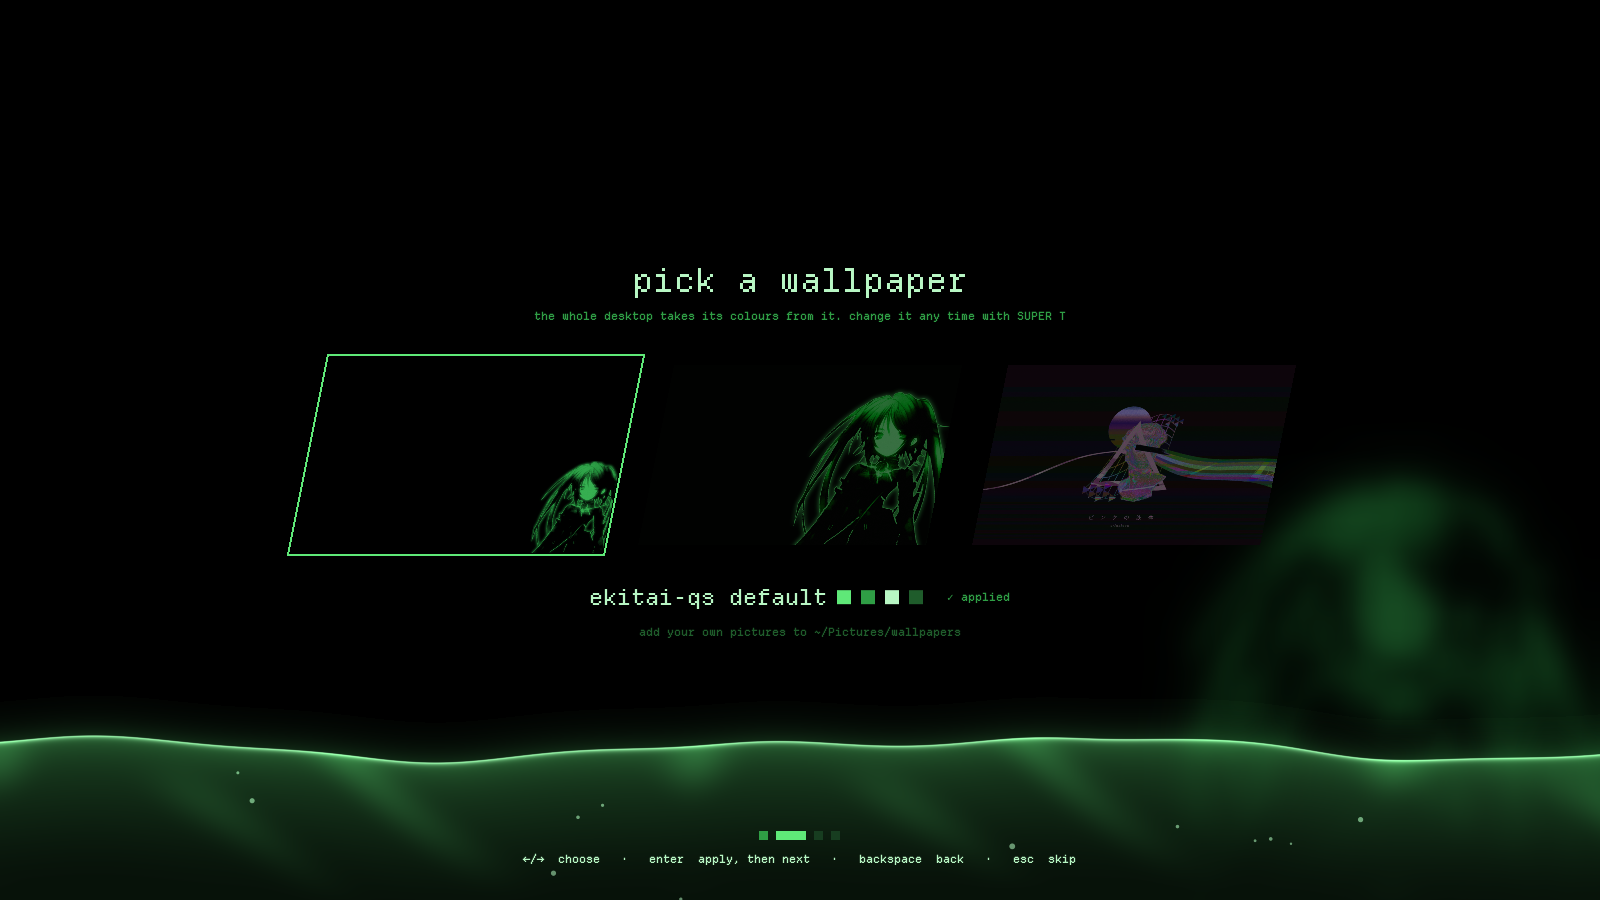 pick a wallpaper
the whole desktop takes its colours from it. change it any time with SUPER T
ekitai-qs default ✓ applied
add your own pictures to ~/Pictures/wallpapers
←/→ choose · enter apply, then next · backspace back · esc skip